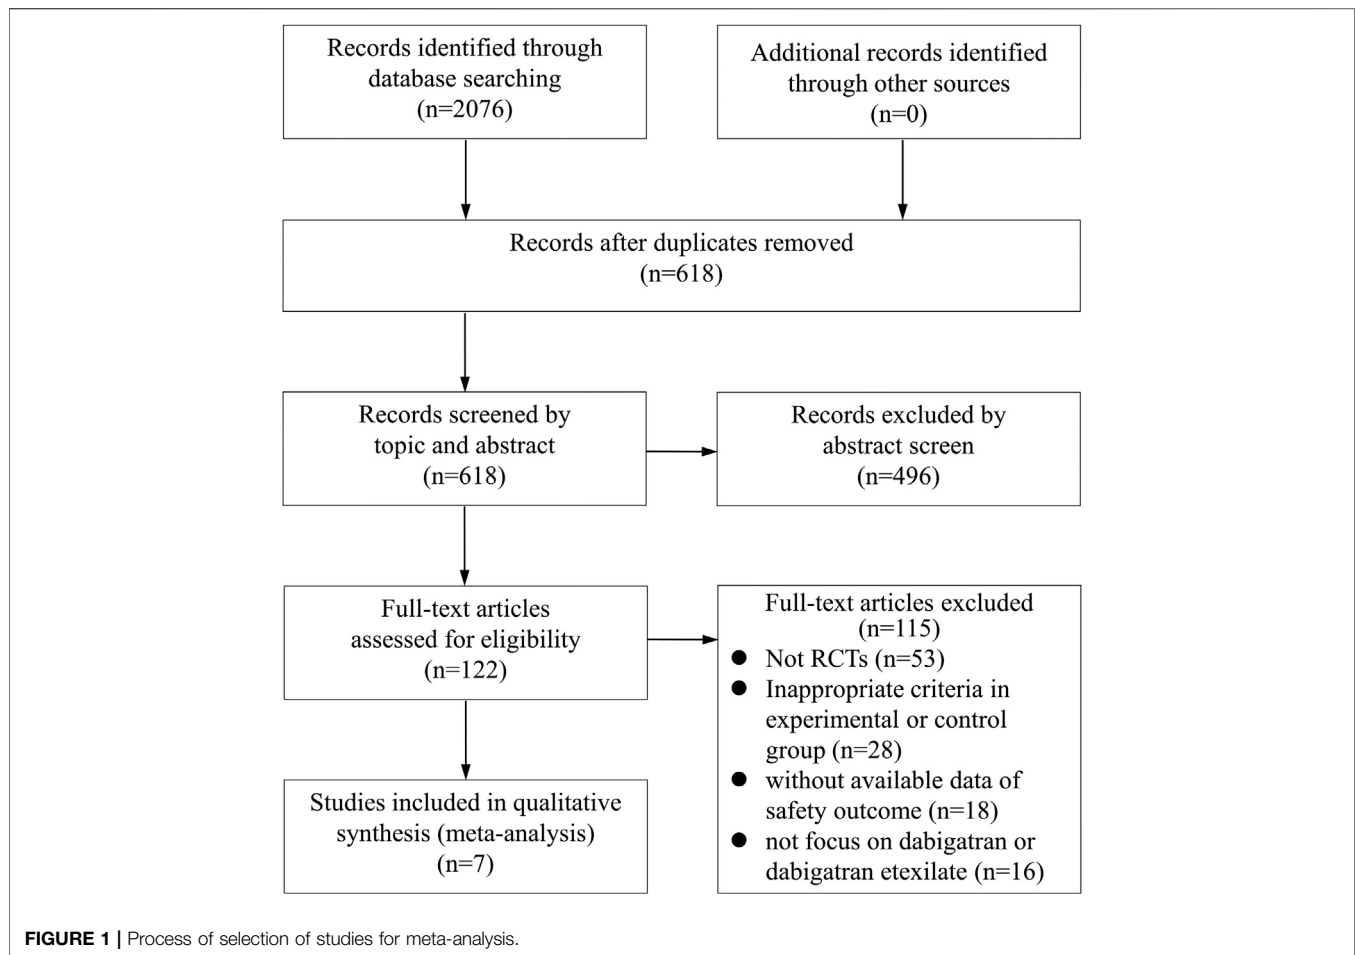 Records identified through
database searching
(n=2076)
Additional records identified
through other sources
(n=0)
Records after duplicates removed
(n=618)
Records screened by
topic and abstract
(n=618)
Records excluded by
abstract screen
(n=496)
Full-text articles
assessed for eligibility
(n=122)
Full-text articles excluded
(n=115)
● Not RCTs (n=53)
● Inappropriate criteria in
experimental or control
group (n=28)
● without available data of
safety outcome (n=18)
● not focus on dabigatran or
dabigatran etexilate (n=16)
Studies included in qualitative
synthesis (meta-analysis)
(n=7)
FIGURE 1 | Process of selection of studies for meta-analysis.